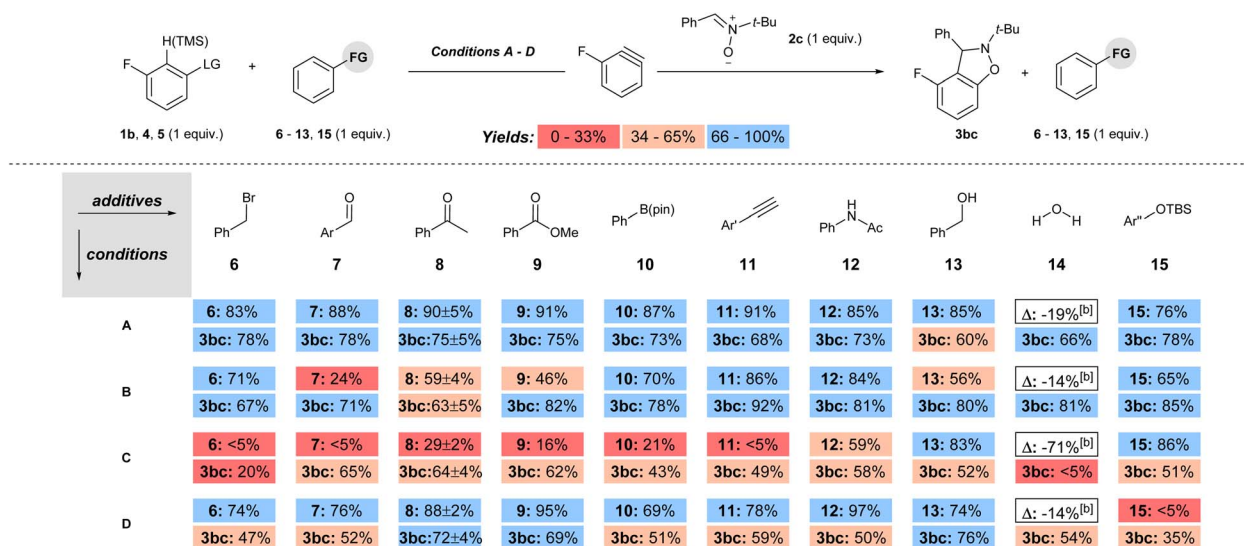 H(TMS)
F
LG
1b, 4, 5 (1 equiv.)
+
FG
6 - 13, 15 (1 equiv.)
Conditions A - D
F
Ph
N
+
t-Bu
O
−
2c (1 equiv.)
Ph
N
t-Bu
O
F
3bc
+
FG
6 - 13, 15 (1 equiv.)
Yields: 0 - 33% 34 - 65% 66 - 100%
additives
conditions
Br
Ph
6
O
Ar
H
7
O
Ph
8
O
Ph
OMe
9
Ph
B(pin)
10
Ar'
11
Ph
H
N
Ac
12
OH
Ph
13
H
O
H
14
Ar''
OTBS
15
A
6: 83% 7: 88% 8: 90±5% 9: 91% 10: 87% 11: 91% 12: 85% 13: 85% Δ: -19%[b] 15: 76%
3bc: 78% 3bc: 78% 3bc:75±5% 3bc: 75% 3bc: 73% 3bc: 68% 3bc: 73% 3bc: 60% 3bc: 66% 3bc: 78%
B
6: 71% 7: 24% 8: 59±4% 9: 46% 10: 70% 11: 86% 12: 84% 13: 56% Δ: -14%[b] 15: 65%
3bc: 67% 3bc: 71% 3bc:63±5% 3bc: 82% 3bc: 78% 3bc: 92% 3bc: 81% 3bc: 80% 3bc: 81% 3bc: 85%
C
6: <5% 7: <5% 8: 29±2% 9: 16% 10: 21% 11: <5% 12: 59% 13: 83% Δ: -71%[b] 15: 86%
3bc: 20% 3bc: 65% 3bc:64±4% 3bc: 62% 3bc: 43% 3bc: 49% 3bc: 58% 3bc: 52% 3bc: <5% 3bc: 51%
D
6: 74% 7: 76% 8: 88±2% 9: 95% 10: 69% 11: 78% 12: 97% 13: 74% Δ: -14%[b] 15: <5%
3bc: 47% 3bc: 52% 3bc:72±4% 3bc: 69% 3bc: 51% 3bc: 59% 3bc: 50% 3bc: 76% 3bc: 54% 3bc: 35%